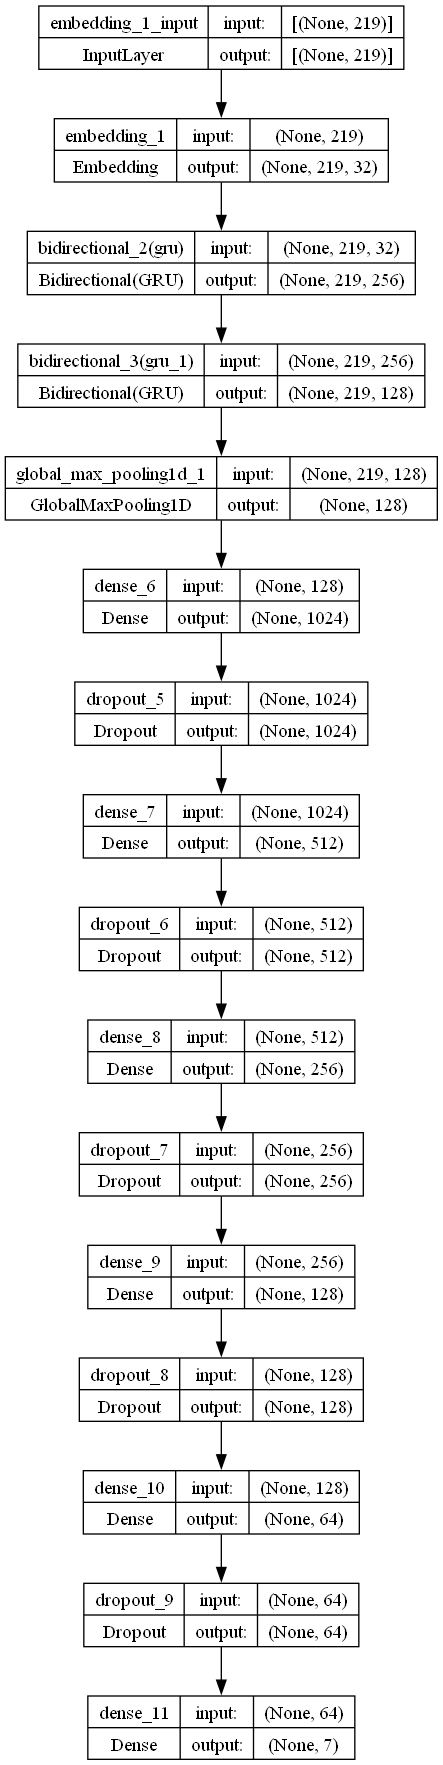 embedding_1_input input: [(None, 219)]
InputLayer output: [(None, 219)]
embedding_1 input: (None, 219)
Embedding output: (None, 219, 32)
bidirectional_2(gru) input: (None, 219, 32)
Bidirectional(GRU) output: (None, 219, 256)
bidirectional_3(gru_1) input: (None, 219, 256)
Bidirectional(GRU) output: (None, 219, 128)
global_max_pooling1d_1 input: (None, 219, 128)
GlobalMaxPooling1D output: (None, 128)
dense_6 input: (None, 128)
Dense output: (None, 1024)
dropout_5 input: (None, 1024)
Dropout output: (None, 1024)
dense_7 input: (None, 1024)
Dense output: (None, 512)
dropout_6 input: (None, 512)
Dropout output: (None, 512)
dense_8 input: (None, 512)
Dense output: (None, 256)
dropout_7 input: (None, 256)
Dropout output: (None, 256)
dense_9 input: (None, 256)
Dense output: (None, 128)
dropout_8 input: (None, 128)
Dropout output: (None, 128)
dense_10 input: (None, 128)
Dense output: (None, 64)
dropout_9 input: (None, 64)
Dropout output: (None, 64)
dense_11 input: (None, 64)
Dense output: (None, 7)